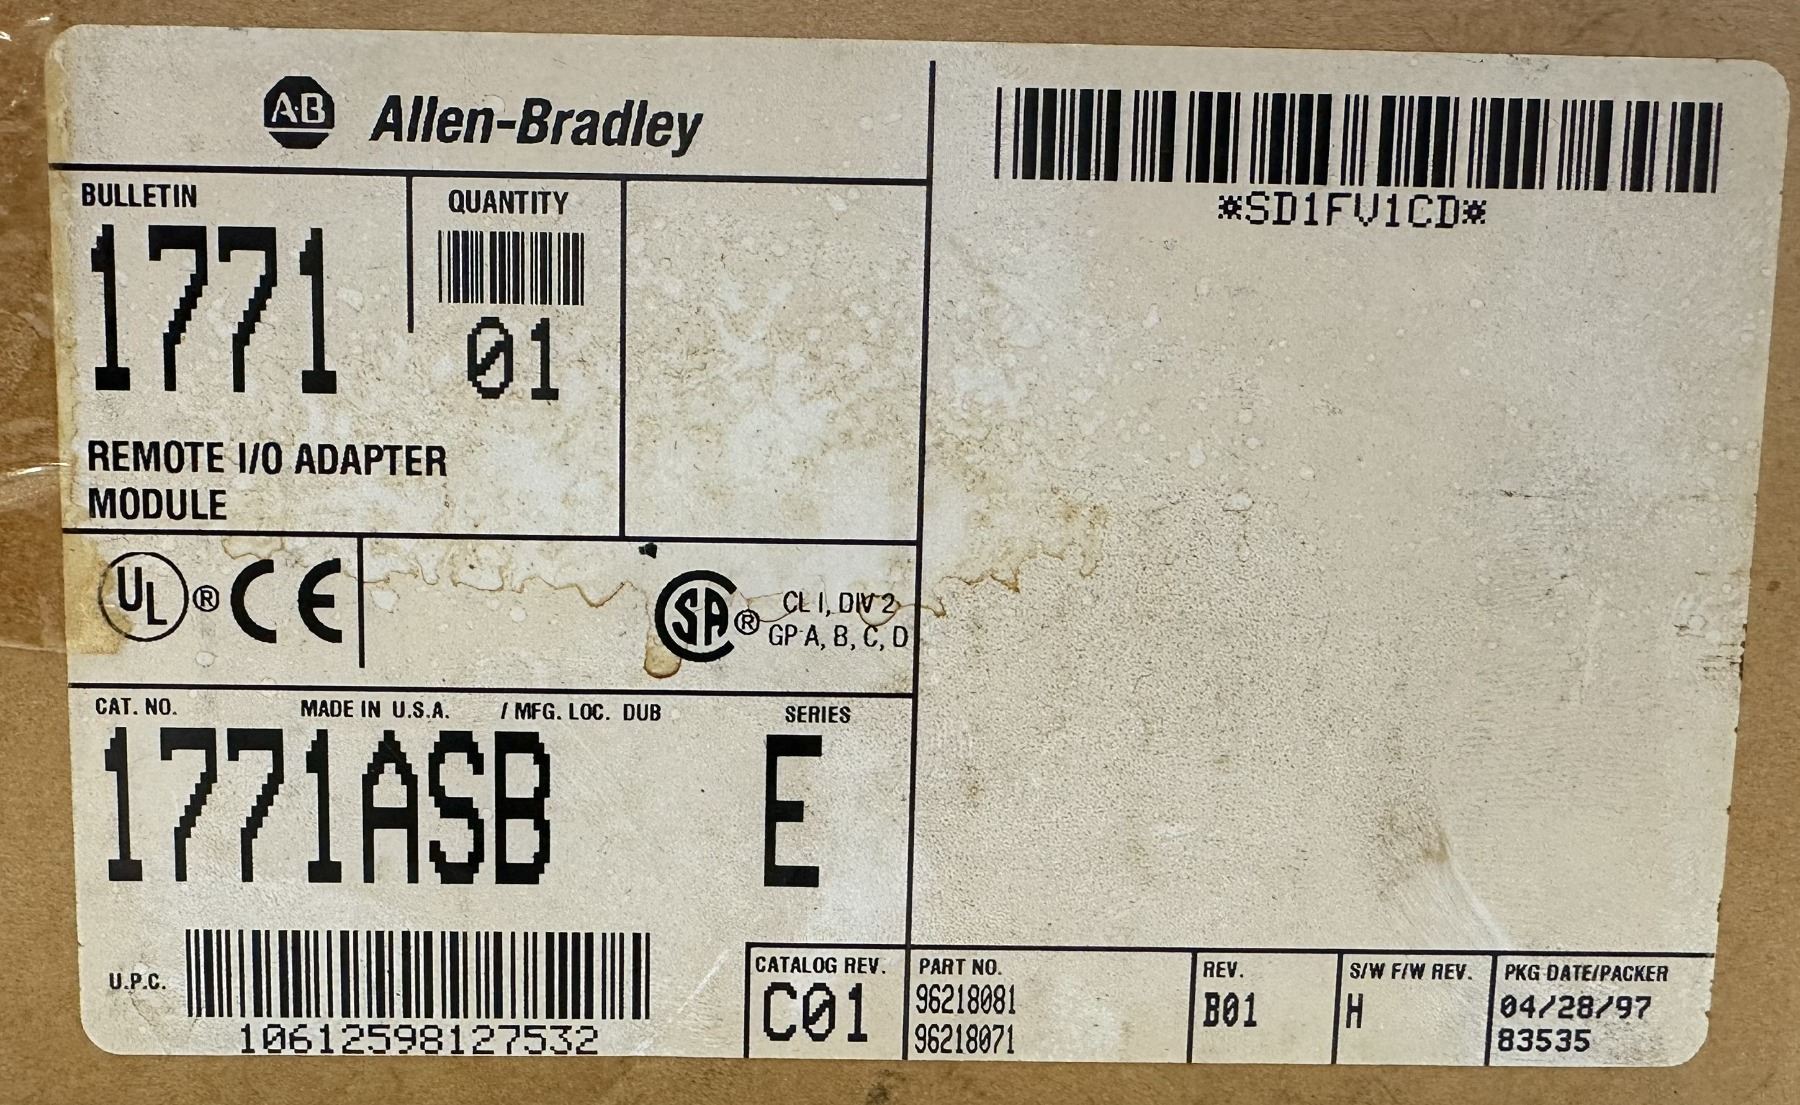 A·B Allen-Bradley
*SD1FV1CD*
BULLETIN
1771
QUANTITY
01
REMOTE I/O ADAPTER
MODULE
UL® CE
SA® CL I, DIV 2
GP A, B, C, D
CAT. NO. MADE IN U.S.A. / MFG. LOC. DUB SERIES
1771ASB E
U.P.C.
10612598127532
CATALOG REV.
C01
PART NO.
96218081
96218071
REV.
B01
S/W F/W REV.
H
PKG DATE/PACKER
04/28/97
83535